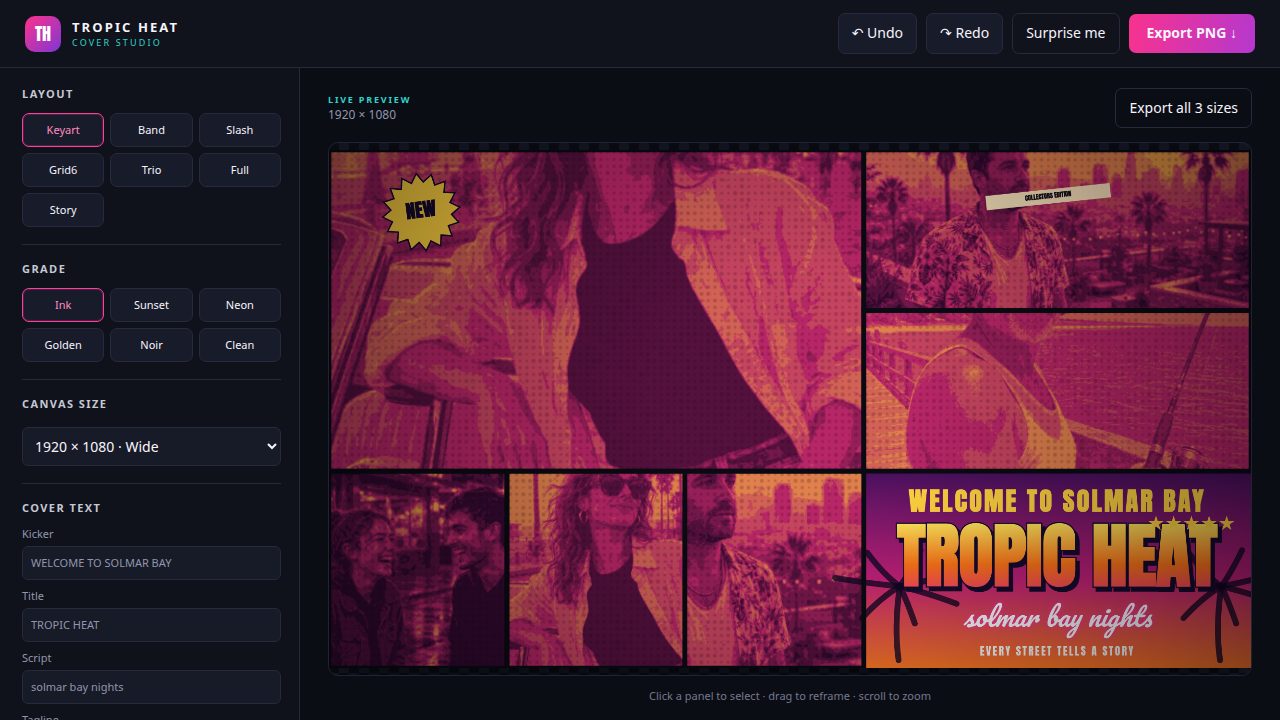 TH
TROPIC HEAT
COVER STUDIO
↶ Undo
↷ Redo
Surprise me
Export PNG ↓
LAYOUT
Keyart
Band
Slash
Grid6
Trio
Full
Story
GRADE
Ink
Sunset
Neon
Golden
Noir
Clean
CANVAS SIZE
1920 × 1080 · Wide
COVER TEXT
Kicker
WELCOME TO SOLMAR BAY
Title
TROPIC HEAT
Script
solmar bay nights
Tagline
LIVE PREVIEW
1920 × 1080
Export all 3 sizes
NEW
COLLECTORS EDITION
WELCOME TO SOLMAR BAY
TROPIC HEAT
solmar bay nights
EVERY STREET TELLS A STORY
Click a panel to select · drag to reframe · scroll to zoom